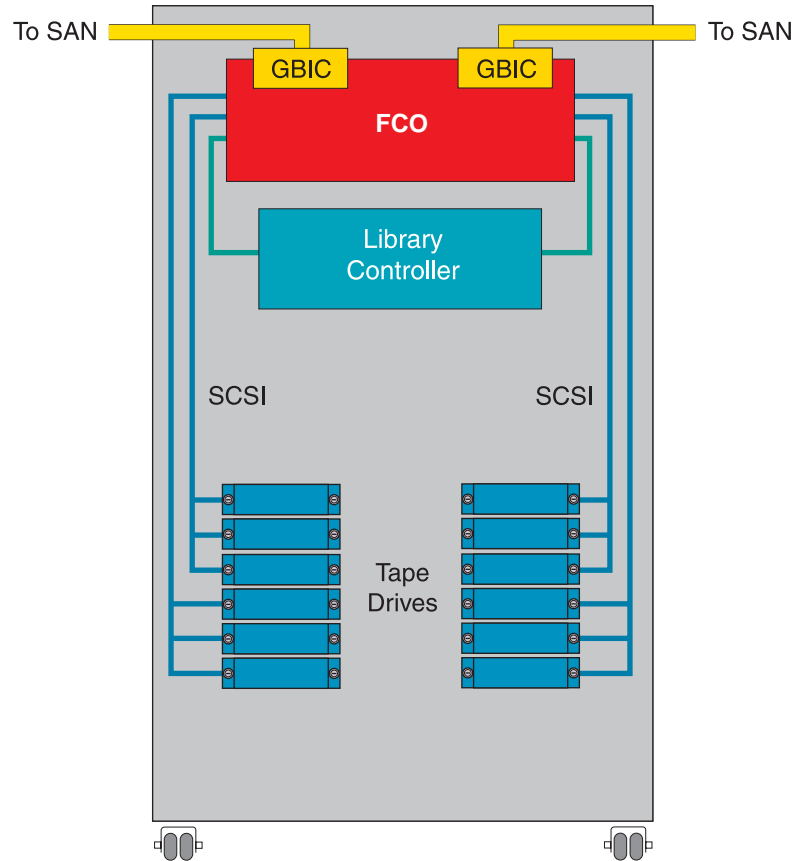 To SAN
To SAN
GBIC
GBIC
FCO
Library
Controller
SCSI
SCSI
Tape
Drives